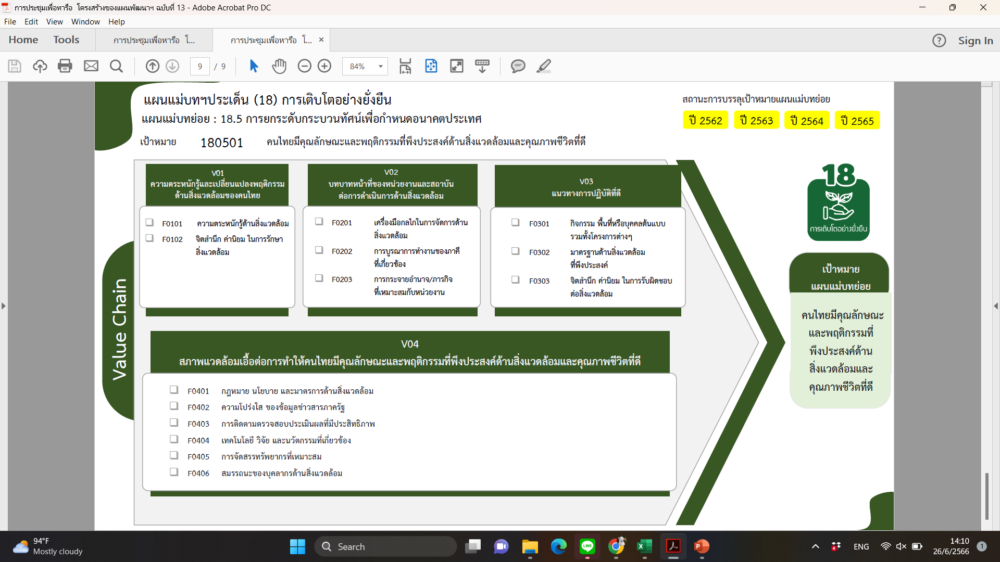 การประชุมเพื่อหารือ โครงสร้างของแผนพัฒนาฯ ฉบับที่ 13 - Adobe Acrobat Pro DC
File Edit View Window Help
Home Tools การประชุมเพื่อหารือ โ... การประชุมเพื่อหารือ โ... Sign In
9 / 9 84%
แผนแม่บทฯประเด็น (18) การเติบโตอย่างยั่งยืน
แผนแม่บทย่อย : 18.5 การยกระดับกระบวนทัศน์เพื่อกำหนดอนาคตประเทศ
เป้าหมาย 180501 คนไทยมีคุณลักษณะและพฤติกรรมที่พึงประสงค์ด้านสิ่งแวดล้อมและคุณภาพชีวิตที่ดี
สถานะการบรรลุเป้าหมายแผนแม่บทย่อย
ปี 2562 ปี 2563 ปี 2564 ปี 2565
Value Chain
V01
ความตระหนักรู้และเปลี่ยนแปลงพฤติกรรม
ด้านสิ่งแวดล้อมของคนไทย
F0101 ความตระหนักรู้ด้านสิ่งแวดล้อม
F0102 จิตสำนึก ค่านิยม ในการรักษา
สิ่งแวดล้อม
V02
บทบาทหน้าที่ของหน่วยงานและสถาบัน
ต่อการดำเนินการด้านสิ่งแวดล้อม
F0201 เครื่องมือกลไกในการจัดการด้าน
สิ่งแวดล้อม
F0202 การบูรณาการทำงานของภาคี
ที่เกี่ยวข้อง
F0203 การกระจายอำนาจ/ภารกิจ
ที่เหมาะสมกับหน่วยงาน
V03
แนวทางการปฏิบัติที่ดี
F0301 กิจกรรม พื้นที่หรือบุคคลต้นแบบ
รวมทั้งโครงการต่างๆ
F0302 มาตรฐานด้านสิ่งแวดล้อม
ที่พึงประสงค์
F0303 จิตสำนึก ค่านิยม ในการรับผิดชอบ
ต่อสิ่งแวดล้อม
V04
สภาพแวดล้อมเอื้อต่อการทำให้คนไทยมีคุณลักษณะและพฤติกรรมที่พึงประสงค์ด้านสิ่งแวดล้อมและคุณภาพชีวิตที่ดี
F0401 กฎหมาย นโยบาย และมาตรการด้านสิ่งแวดล้อม
F0402 ความโปร่งใส ของข้อมูลข่าวสารภาครัฐ
F0403 การติดตามตรวจสอบประเมินผลที่มีประสิทธิภาพ
F0404 เทคโนโลยี วิจัย และนวัตกรรมที่เกี่ยวข้อง
F0405 การจัดสรรทรัพยากรที่เหมาะสม
F0406 สมรรถนะของบุคลากรด้านสิ่งแวดล้อม
18
การเติบโตอย่างยั่งยืน
เป้าหมาย
แผนแม่บทย่อย
คนไทยมีคุณลักษณะ
และพฤติกรรมที่
พึงประสงค์ด้าน
สิ่งแวดล้อมและ
คุณภาพชีวิตที่ดี
94°F
Mostly cloudy
Search
LINE
4
ENG
14:10
26/6/2566
1